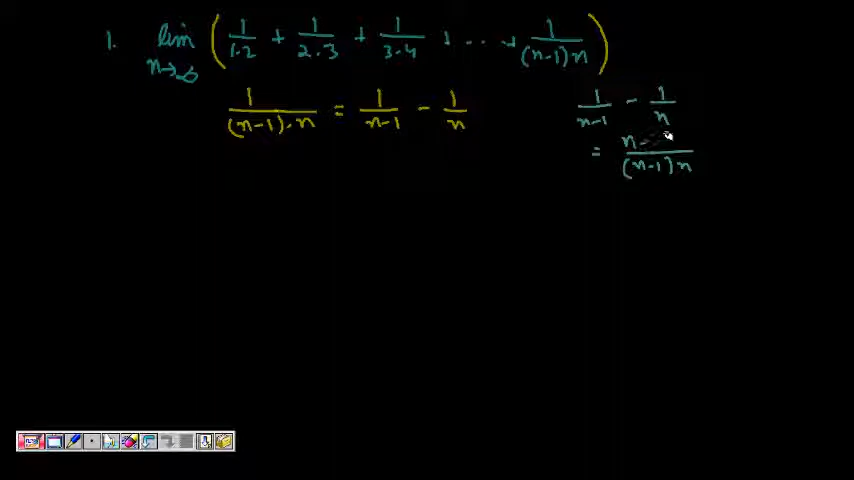 1. lim n→∞ ( 1/(1·2) + 1/(2·3) + 1/(3·4) + ... + 1/((n-1)n) )
1/((n-1)·n) = 1/(n-1) - 1/n
1/(n-1) - 1/n
= n-/((n-1)n)